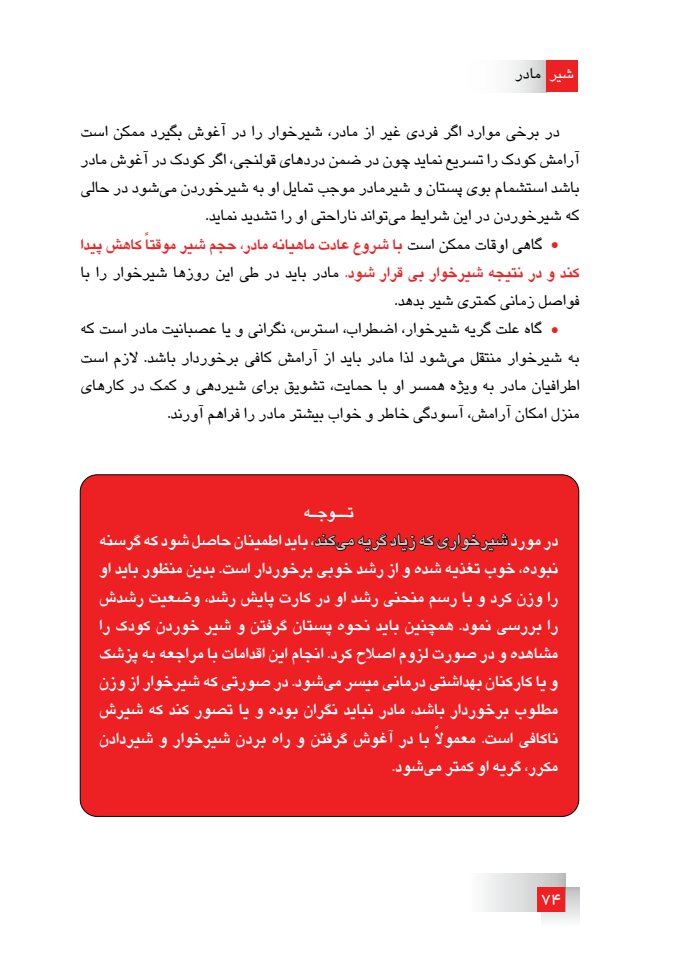 شیر مادر
در برخی موارد اگر فردی غیر از مادر، شیرخوار را در آغوش بگیرد ممکن است
آرامش کودک را تسریع نماید چون در ضمن دردهای قولنجی، اگر کودک در آغوش مادر
باشد استشمام بوی پستان و شیرمادر موجب تمایل او به شیرخوردن می‌شود در حالی
که شیرخوردن در این شرایط می‌تواند ناراحتی او را تشدید نماید.
• گاهی اوقات ممکن است با شروع عادت ماهیانه مادر، حجم شیر موقتاً کاهش پیدا
کند و در نتیجه شیرخوار بی قرار شود. مادر باید در طی این روزها شیرخوار را با
فواصل زمانی کمتری شیر بدهد.
• گاه علت گریه شیرخوار، اضطراب، استرس، نگرانی و یا عصبانیت مادر است که
به شیرخوار منتقل می‌شود لذا مادر باید از آرامش کافی برخوردار باشد. لازم است
اطرافیان مادر به ویژه همسر او با حمایت، تشویق برای شیردهی و کمک در کارهای
منزل امکان آرامش، آسودگی خاطر و خواب بیشتر مادر را فراهم آورند.
تـــوجــه
در مورد شیرخواری که زیاد گریه می‌کند، باید اطمینان حاصل شود که گرسنه
نبوده، خوب تغذیه شده و از رشد خوبی برخوردار است. بدین منظور باید او
را وزن کرد و با رسم منحنی رشد او در کارت پایش رشد، وضعیت رشدش
را بررسی نمود. همچنین باید نحوه پستان گرفتن و شیر خوردن کودک را
مشاهده و در صورت لزوم اصلاح کرد. انجام این اقدامات با مراجعه به پزشک
و یا کارکنان بهداشتی درمانی میسر می‌شود. در صورتی که شیرخوار از وزن
مطلوب برخوردار باشد، مادر نباید نگران بوده و یا تصور کند که شیرش
ناکافی است. معمولاً با در آغوش گرفتن و راه بردن شیرخوار و شیردادن
مکرر، گریه او کمتر می‌شود.
۷۴